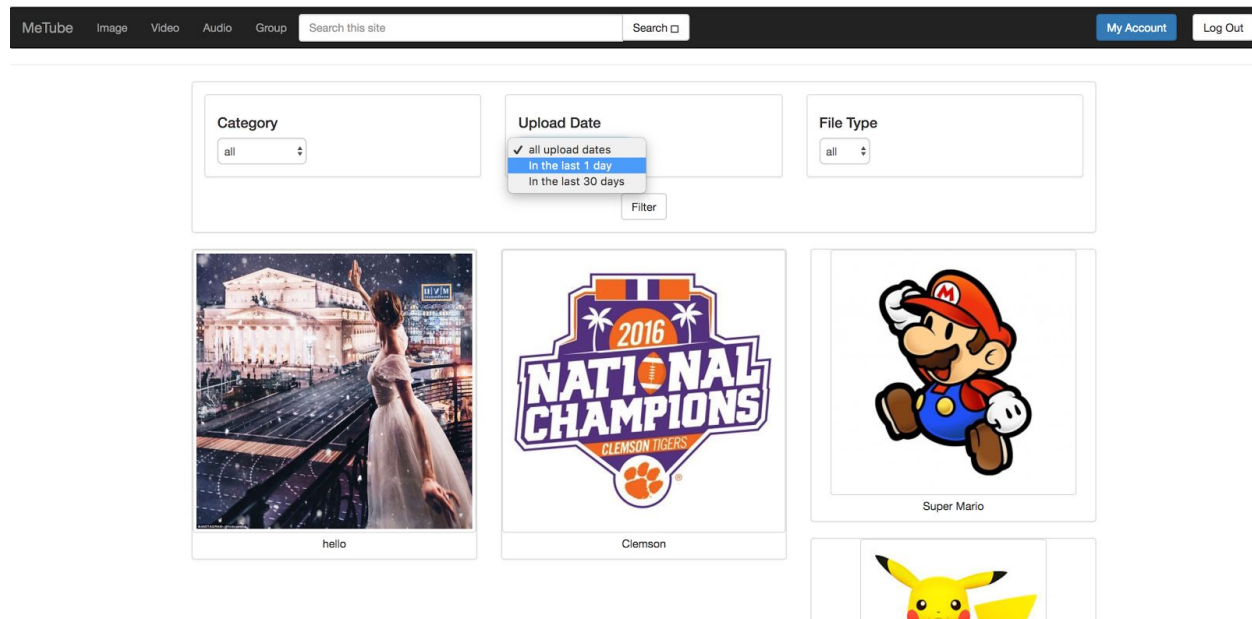 MeTube Image Video Audio Group Search this site Search My Account Log Out
Category
all
Upload Date
✓ all upload dates
In the last 1 day
In the last 30 days
File Type
all
Filter
hello
2016
NATIONAL
CHAMPIONS
CLEMSON TIGERS
®
Clemson
M
Super Mario